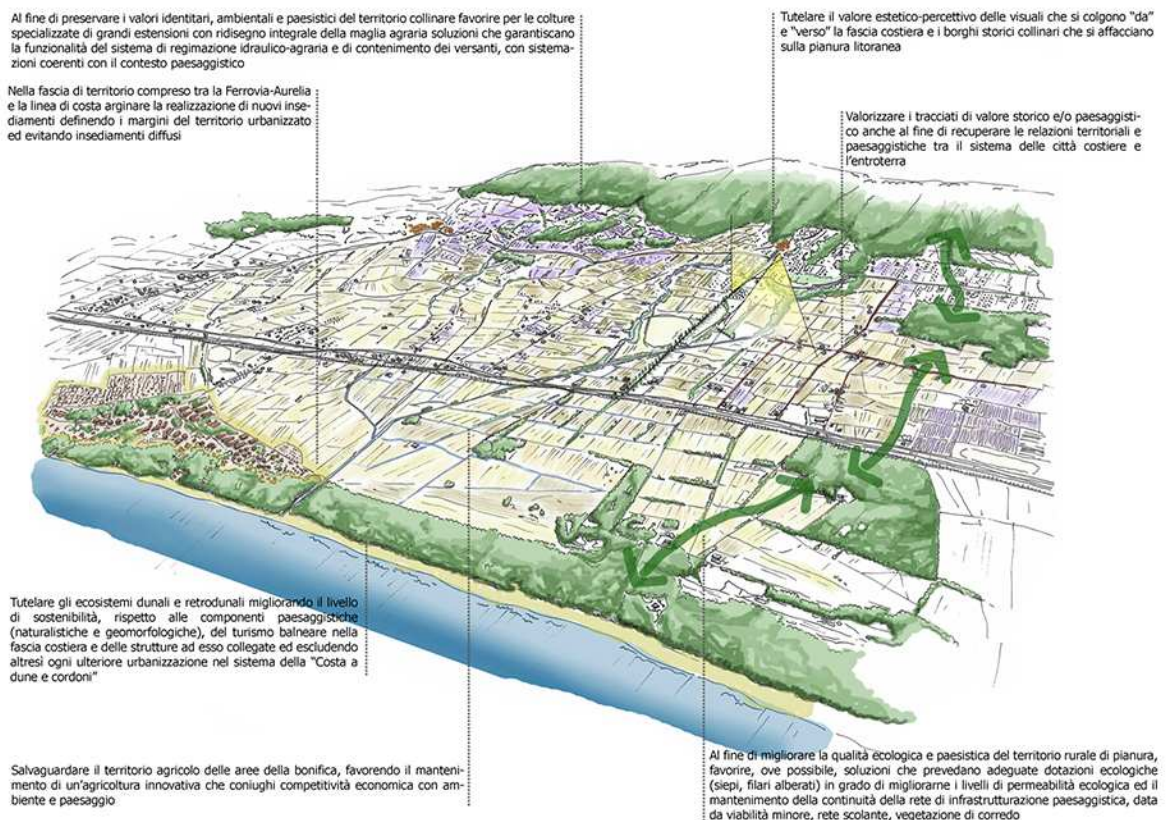 Al fine di preservare i valori identitari, ambientali e paesistici del territorio collinare favorire per le colture
specializzate di grandi estensioni con ridisegno integrale della maglia agraria soluzioni che garantiscano
la funzionalità del sistema di regimazione idraulico-agraria e di contenimento dei versanti, con sistema-
zioni coerenti con il contesto paesaggistico
Tutelare il valore estetico-percettivo delle visuali che si colgono "da"
e "verso" la fascia costiera e i borghi storici collinari che si affacciano
sulla pianura litoranea
Nella fascia di territorio compreso tra la Ferrovia-Aurelia
e la linea di costa arginare la realizzazione di nuovi inse-
diamenti definendo i margini del territorio urbanizzato
ed evitando insediamenti diffusi
Valorizzare i tracciati di valore storico e/o paesaggisti-
co anche al fine di recuperare le relazioni territoriali e
paesaggistiche tra il sistema delle città costiere e
l'entroterra
Tutelare gli ecosistemi dunali e retrodunali migliorando il livello
di sostenibilità, rispetto alle componenti paesaggistiche
(naturalistiche e geomorfologiche), del turismo balneare nella
fascia costiera e delle strutture ad esso collegate ed escludendo
altresì ogni ulteriore urbanizzazione nel sistema della "Costa a
dune e cordoni"
Salvaguardare il territorio agricolo delle aree della bonifica, favorendo il manteni-
mento di un'agricoltura innovativa che coniughi competitività economica con am-
biente e paesaggio
Al fine di migliorare la qualità ecologica e paesistica del territorio rurale di pianura,
favorire, ove possibile, soluzioni che prevedano adeguate dotazioni ecologiche
(siepi, filari alberati) in grado di migliorarne i livelli di permeabilità ecologica ed il
mantenimento della continuità della rete di infrastrutturazione paesaggistica, data
da viabilità minore, rete scolante, vegetazione di corredo